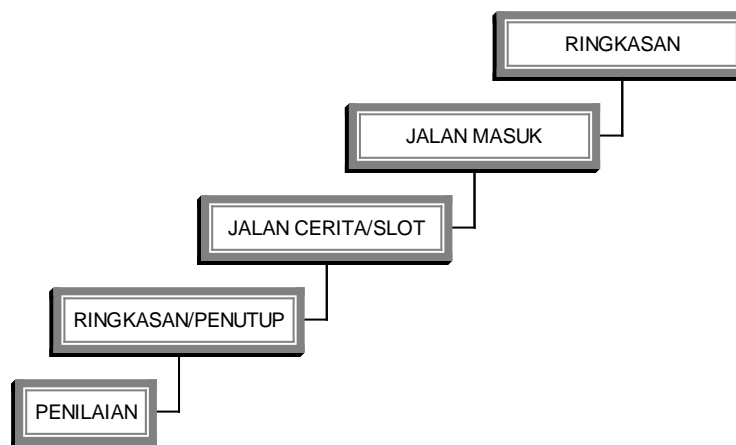 RINGKASAN
JALAN MASUK
JALAN CERITA/SLOT
RINGKASAN/PENUTUP
PENILAIAN